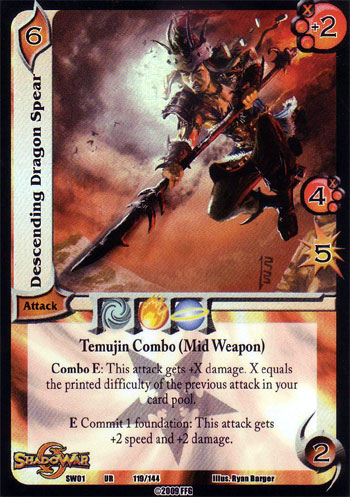 6
+2
Descending Dragon Spear
4
5
Attack
Temujin Combo (Mid Weapon)
Combo E: This attack gets +X damage. X equals
the printed difficulty of the previous attack in your
card pool.
E Commit 1 foundation: This attack gets
+2 speed and +2 damage.
2
SHADOWAR
SW01 UR 119/144 Illus. Ryan Barger
©2009 FFG